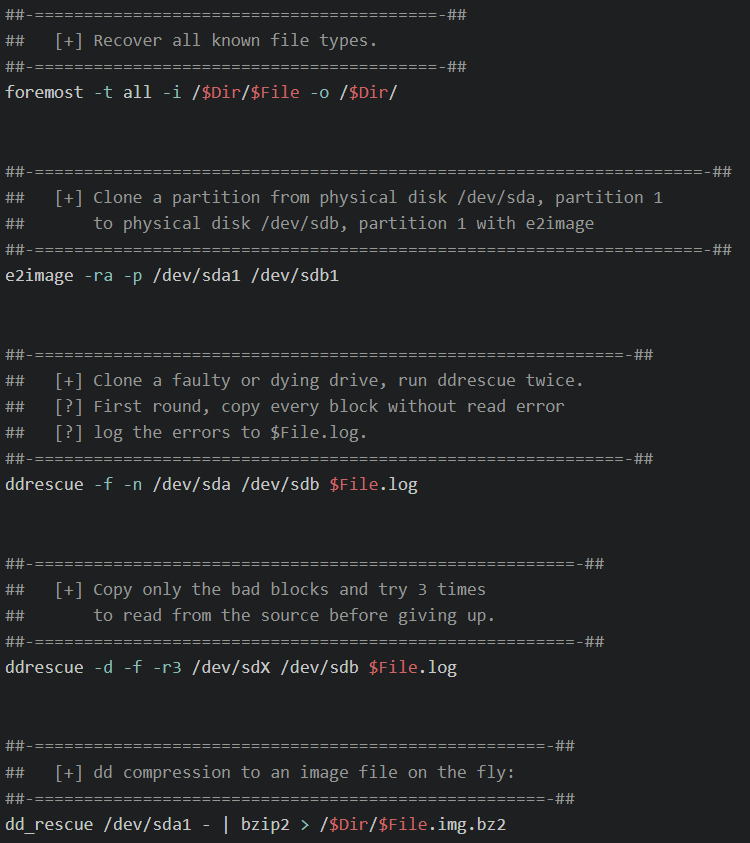 ##-=========================================-##
##   [+] Recover all known file types.
##-=========================================-##
foremost -t all -i /$Dir/$File -o /$Dir/
##-====================================================================-##
##   [+] Clone a partition from physical disk /dev/sda, partition 1
##       to physical disk /dev/sdb, partition 1 with e2image
##-====================================================================-##
e2image -ra -p /dev/sda1 /dev/sdb1
##-============================================================-##
##   [+] Clone a faulty or dying drive, run ddrescue twice.
##   [?] First round, copy every block without read error
##   [?] log the errors to $File.log.
##-============================================================-##
ddrescue -f -n /dev/sda /dev/sdb $File.log
##-=======================================================-##
##   [+] Copy only the bad blocks and try 3 times
##       to read from the source before giving up.
##-=======================================================-##
ddrescue -d -f -r3 /dev/sdX /dev/sdb $File.log
##-====================================================-##
##   [+] dd compression to an image file on the fly:
##-====================================================-##
dd_rescue /dev/sda1 - | bzip2 > /$Dir/$File.img.bz2